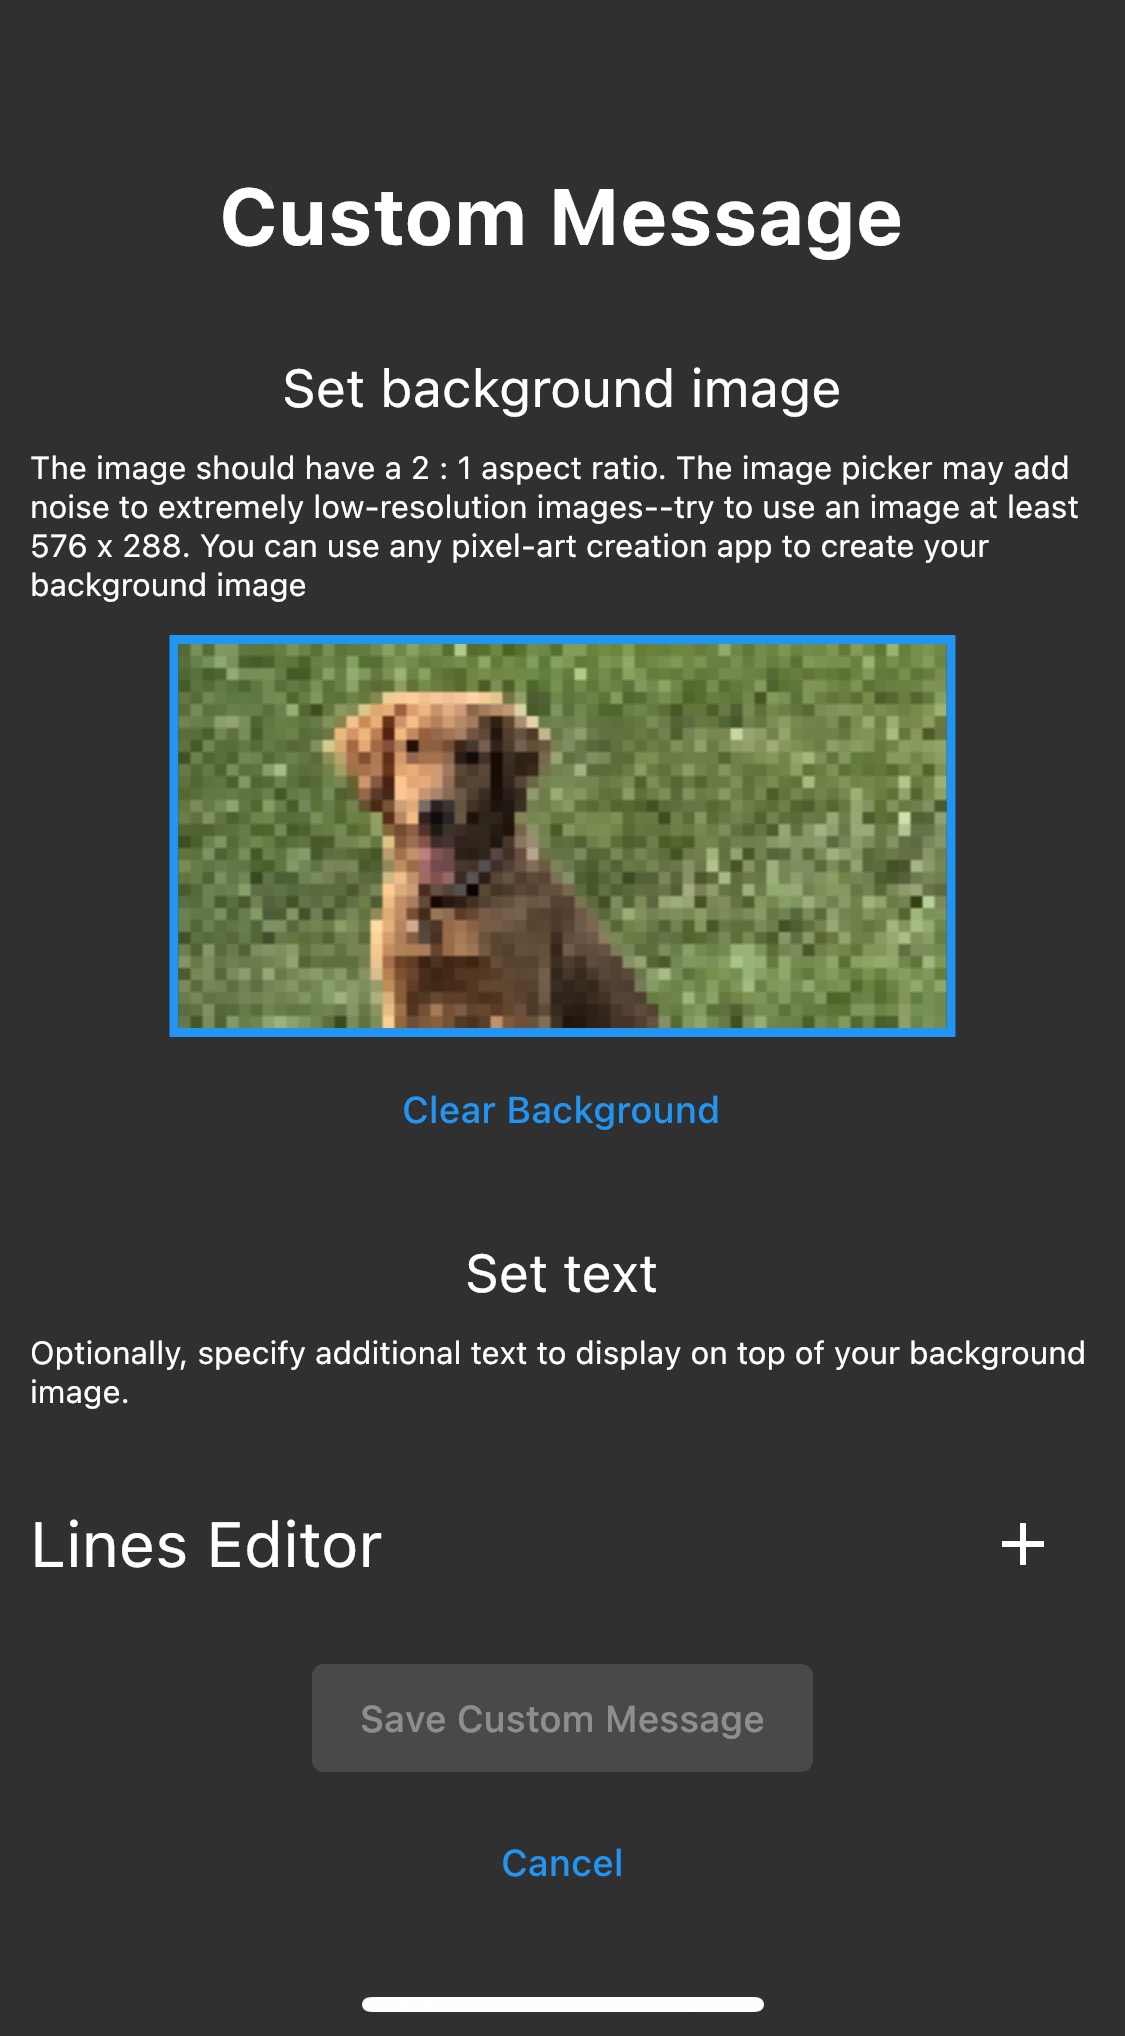 Custom Message
Set background image
The image should have a 2 : 1 aspect ratio. The image picker may add
noise to extremely low-resolution images--try to use an image at least
576 x 288. You can use any pixel-art creation app to create your
background image
Clear Background
Set text
Optionally, specify additional text to display on top of your background
image.
Lines Editor
Save Custom Message
Cancel